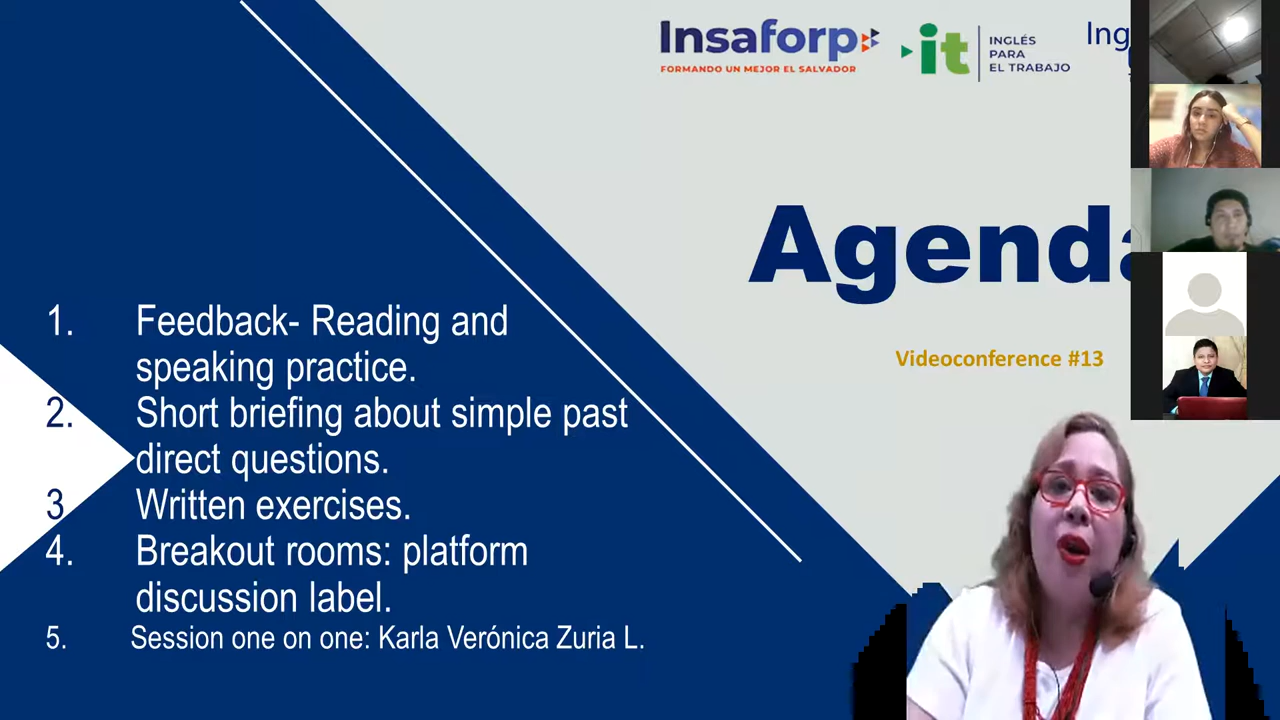 Insaforp
FORMANDO UN MEJOR EL SALVADOR
it
INGLÉS
PARA
EL TRABAJO
Agenda
Videoconference #13
1. Feedback- Reading and
speaking practice.
2. Short briefing about simple past
direct questions.
3 Written exercises.
4. Breakout rooms: platform
discussion label.
5. Session one on one: Karla Verónica Zuria L.